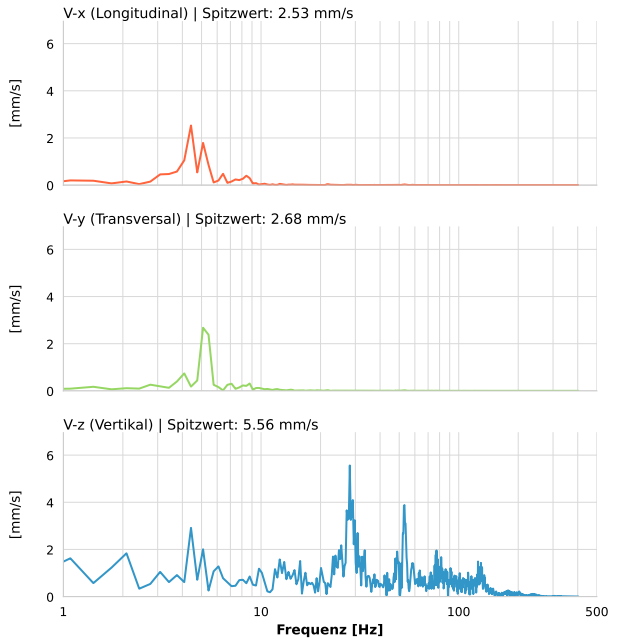 V-x (Longitudinal) | Spitzwert: 2.53 mm/s
6
4
2
0
[mm/s]
V-y (Transversal) | Spitzwert: 2.68 mm/s
6
4
2
0
[mm/s]
V-z (Vertikal) | Spitzwert: 5.56 mm/s
6
4
2
0
[mm/s]
1 10 100 500
Frequenz [Hz]